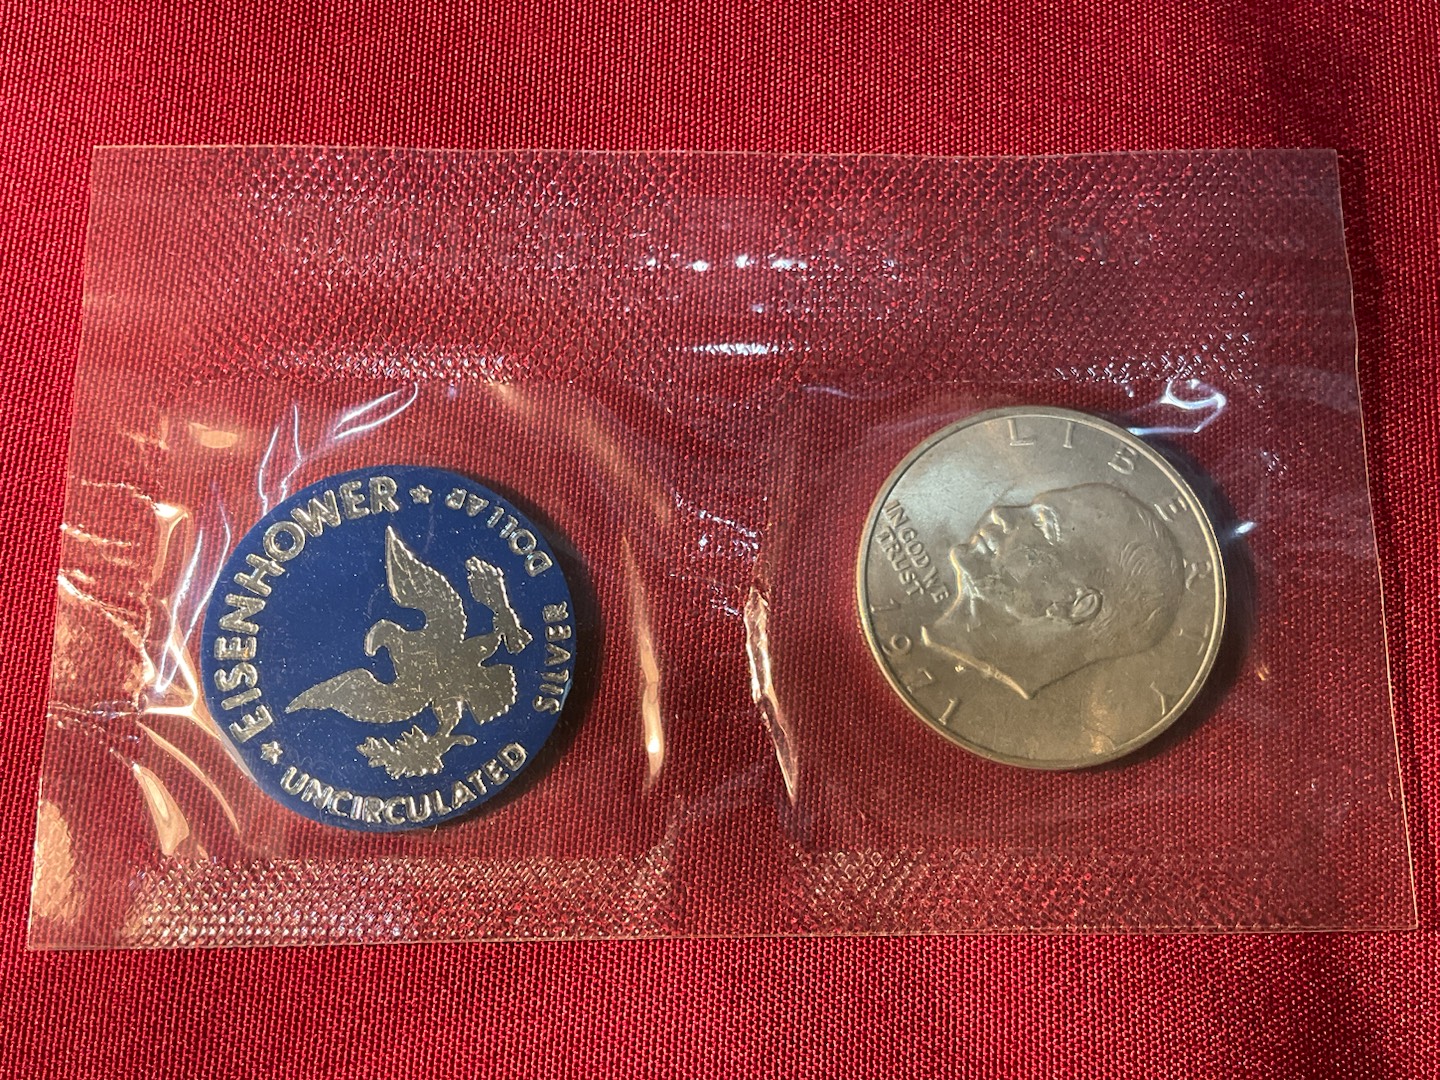 EISENHOWER ★ DOLLAR
SILVER
★ UNCIRCULATED
LIBERTY
IN GOD WE
TRUST
1971